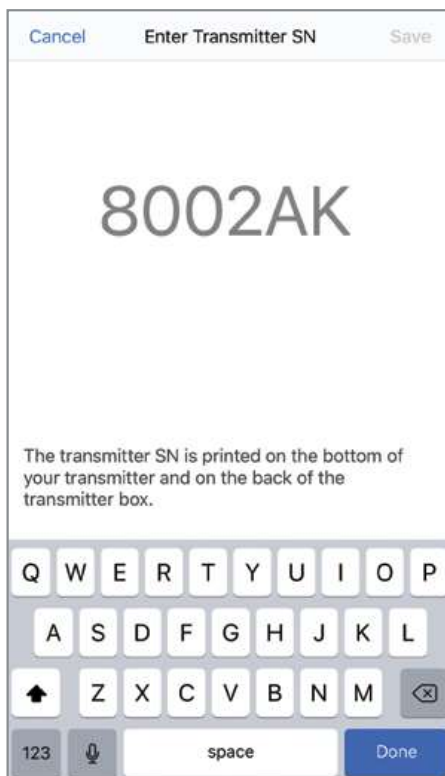 Cancel Enter Transmitter SN Save
8002AK
The transmitter SN is printed on the bottom of
your transmitter and on the back of the
transmitter box.
Q W E R T Y U I O P
A S D F G H J K L
Z X C V B N M
123 space Done